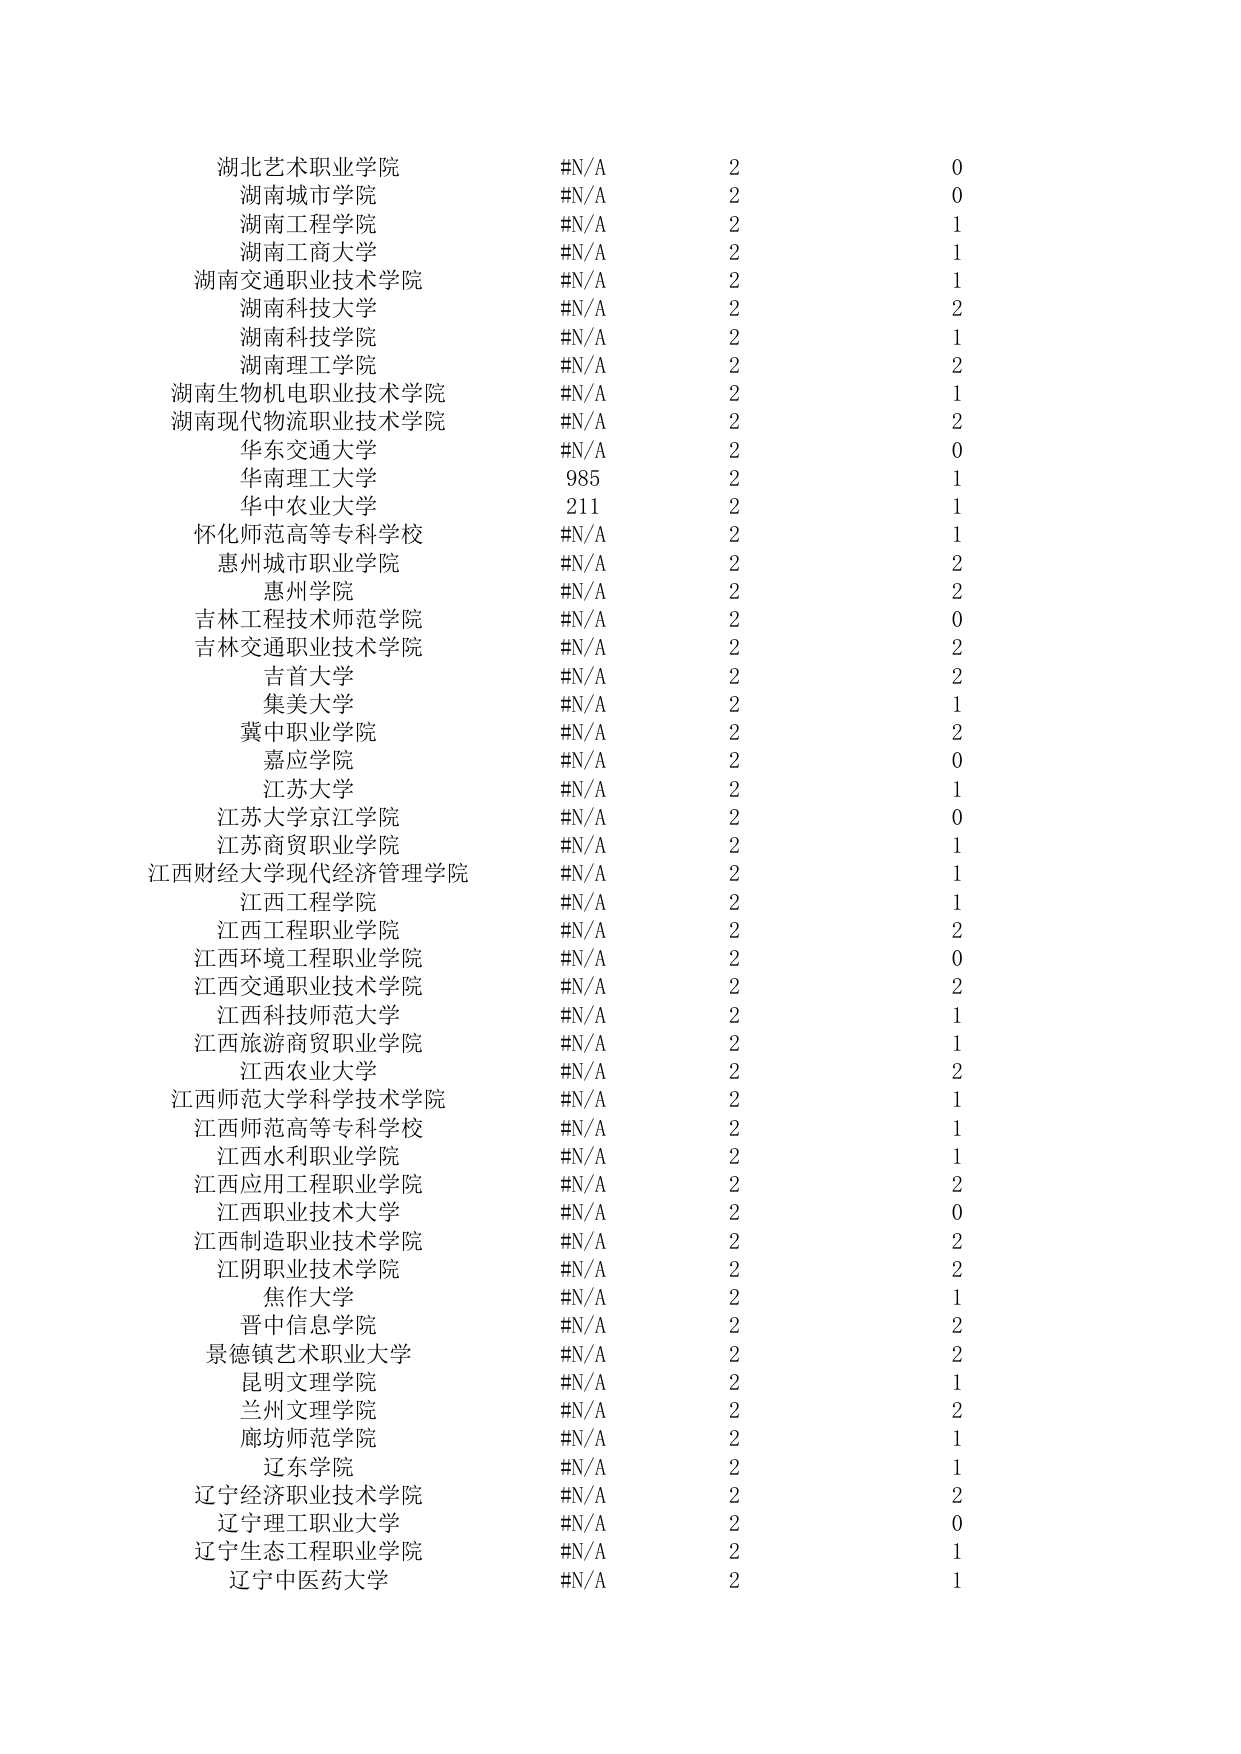 湖北艺术职业学院 #N/A 2 0
湖南城市学院 #N/A 2 0
湖南工程学院 #N/A 2 1
湖南工商大学 #N/A 2 1
湖南交通职业技术学院 #N/A 2 1
湖南科技大学 #N/A 2 2
湖南科技学院 #N/A 2 1
湖南理工学院 #N/A 2 2
湖南生物机电职业技术学院 #N/A 2 1
湖南现代物流职业技术学院 #N/A 2 2
华东交通大学 #N/A 2 0
华南理工大学 985 2 1
华中农业大学 211 2 1
怀化师范高等专科学校 #N/A 2 1
惠州城市职业学院 #N/A 2 2
惠州学院 #N/A 2 2
吉林工程技术师范学院 #N/A 2 0
吉林交通职业技术学院 #N/A 2 2
吉首大学 #N/A 2 2
集美大学 #N/A 2 1
冀中职业学院 #N/A 2 2
嘉应学院 #N/A 2 0
江苏大学 #N/A 2 1
江苏大学京江学院 #N/A 2 0
江苏商贸职业学院 #N/A 2 1
江西财经大学现代经济管理学院 #N/A 2 1
江西工程学院 #N/A 2 1
江西工程职业学院 #N/A 2 2
江西环境工程职业学院 #N/A 2 0
江西交通职业技术学院 #N/A 2 2
江西科技师范大学 #N/A 2 1
江西旅游商贸职业学院 #N/A 2 1
江西农业大学 #N/A 2 2
江西师范大学科学技术学院 #N/A 2 1
江西师范高等专科学校 #N/A 2 1
江西水利职业学院 #N/A 2 1
江西应用工程职业学院 #N/A 2 2
江西职业技术大学 #N/A 2 0
江西制造职业技术学院 #N/A 2 2
江阴职业技术学院 #N/A 2 2
焦作大学 #N/A 2 1
晋中信息学院 #N/A 2 2
景德镇艺术职业大学 #N/A 2 2
昆明文理学院 #N/A 2 1
兰州文理学院 #N/A 2 2
廊坊师范学院 #N/A 2 1
辽东学院 #N/A 2 1
辽宁经济职业技术学院 #N/A 2 2
辽宁理工职业大学 #N/A 2 0
辽宁生态工程职业学院 #N/A 2 1
辽宁中医药大学 #N/A 2 1